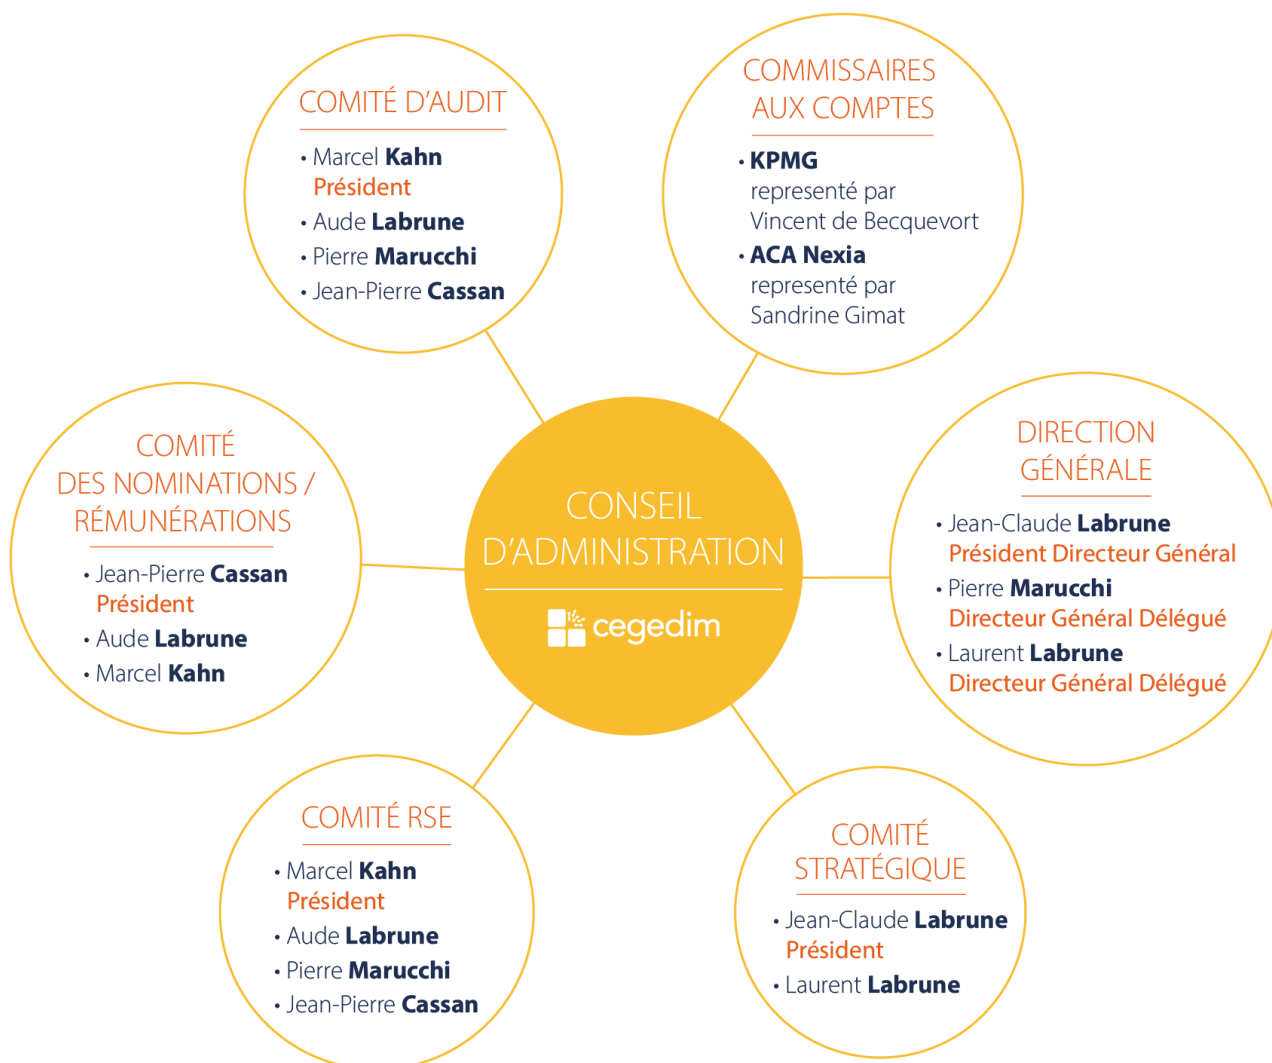 COMITÉ D'AUDIT
• Marcel Kahn
Président
• Aude Labrune
• Pierre Marucchi
• Jean-Pierre Cassan
COMMISSAIRES
AUX COMPTES
• KPMG
representé par
Vincent de Becquevort
• ACA Nexia
representé par
Sandrine Gimat
COMITÉ
DES NOMINATIONS /
RÉMUNÉRATIONS
• Jean-Pierre Cassan
Président
• Aude Labrune
• Marcel Kahn
CONSEIL
D'ADMINISTRATION
cegedim
DIRECTION
GÉNÉRALE
• Jean-Claude Labrune
Président Directeur Général
• Pierre Marucchi
Directeur Général Délégué
• Laurent Labrune
Directeur Général Délégué
COMITÉ RSE
• Marcel Kahn
Président
• Aude Labrune
• Pierre Marucchi
• Jean-Pierre Cassan
COMITÉ
STRATÉGIQUE
• Jean-Claude Labrune
Président
• Laurent Labrune